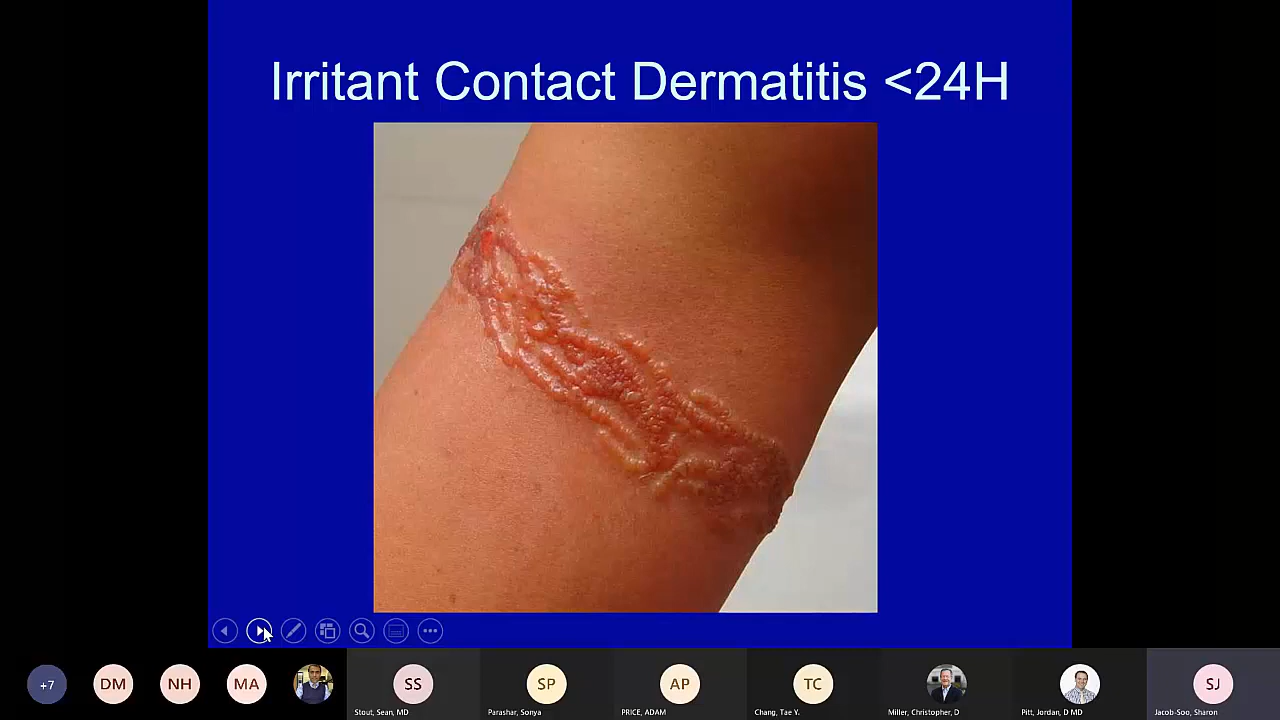 Irritant Contact Dermatitis <24H
+7
DM
NH
MA
SS
SP
AP
TC
SJ
Stout, Sean, MD
Parashar, Sonya
PRICE, ADAM
Chang, Tae Y.
Miller, Christopher, D
Pitt, Jordan, D MD
Jacob-Soo, Sharon